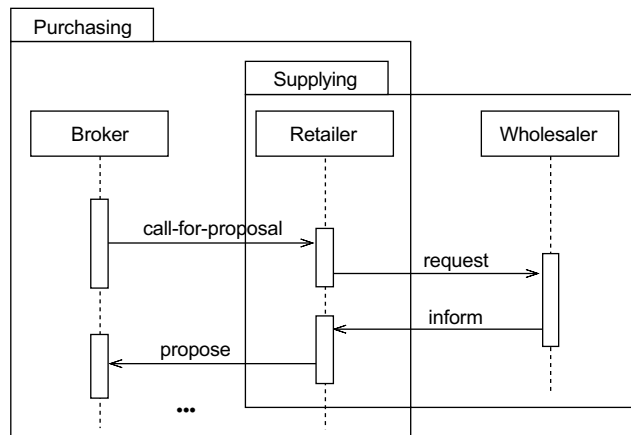 Purchasing
Supplying
Broker
Retailer
Wholesaler
call-for-proposal
request
inform
propose
...